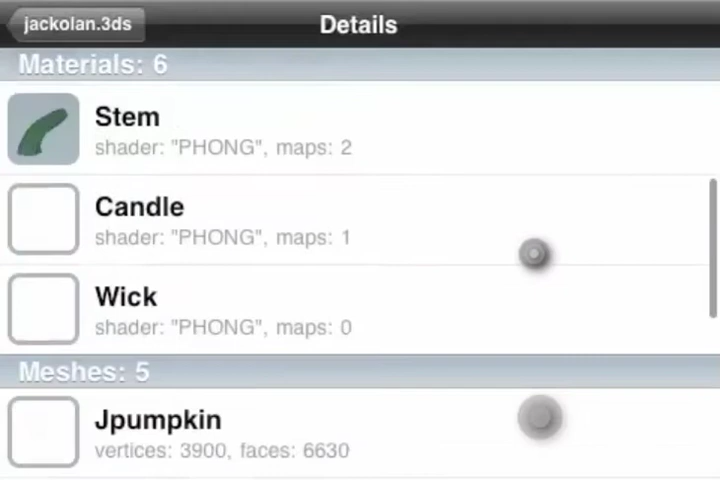 jackolan.3ds
Details
Materials: 6
Stem
shader: "PHONG", maps: 2
Candle
shader: "PHONG", maps: 1
Wick
shader: "PHONG", maps: 0
Meshes: 5
Jpumpkin
vertices: 3900, faces: 6630